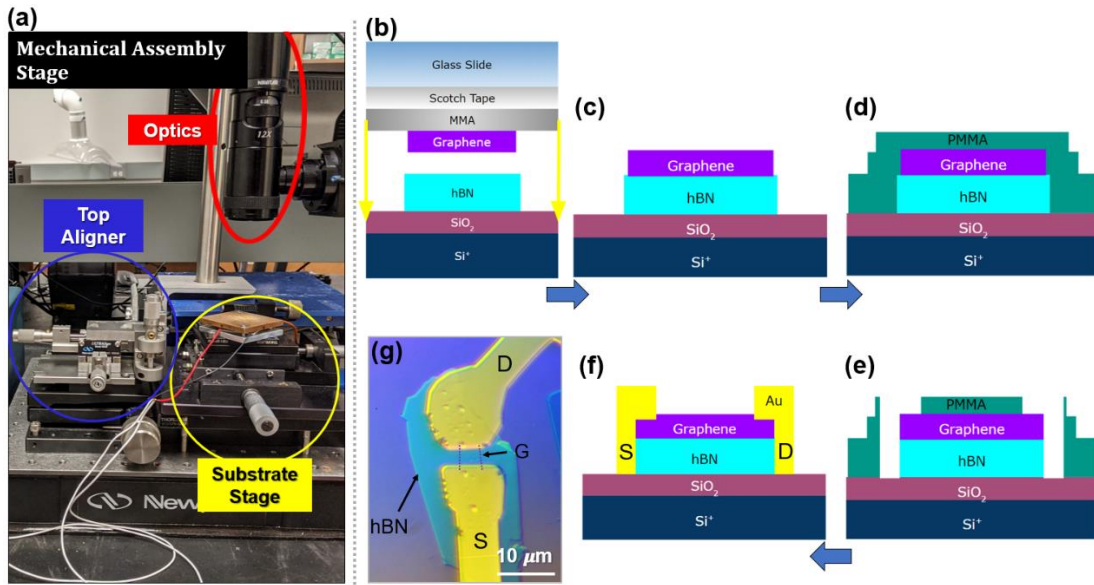 (a)
Mechanical Assembly
Stage
Optics
12X
Top
Aligner
Substrate
Stage
New
(b)
Glass Slide
Scotch Tape
MMA
Graphene
hBN
SiO₂
Si⁺
(c)
Graphene
hBN
SiO₂
Si⁺
(d)
PMMA
Graphene
hBN
SiO₂
Si⁺
(g)
D
G
hBN
S
10 μm
(f)
Au
Graphene
S
hBN
D
SiO₂
Si⁺
(e)
PMMA
Graphene
hBN
SiO₂
Si⁺